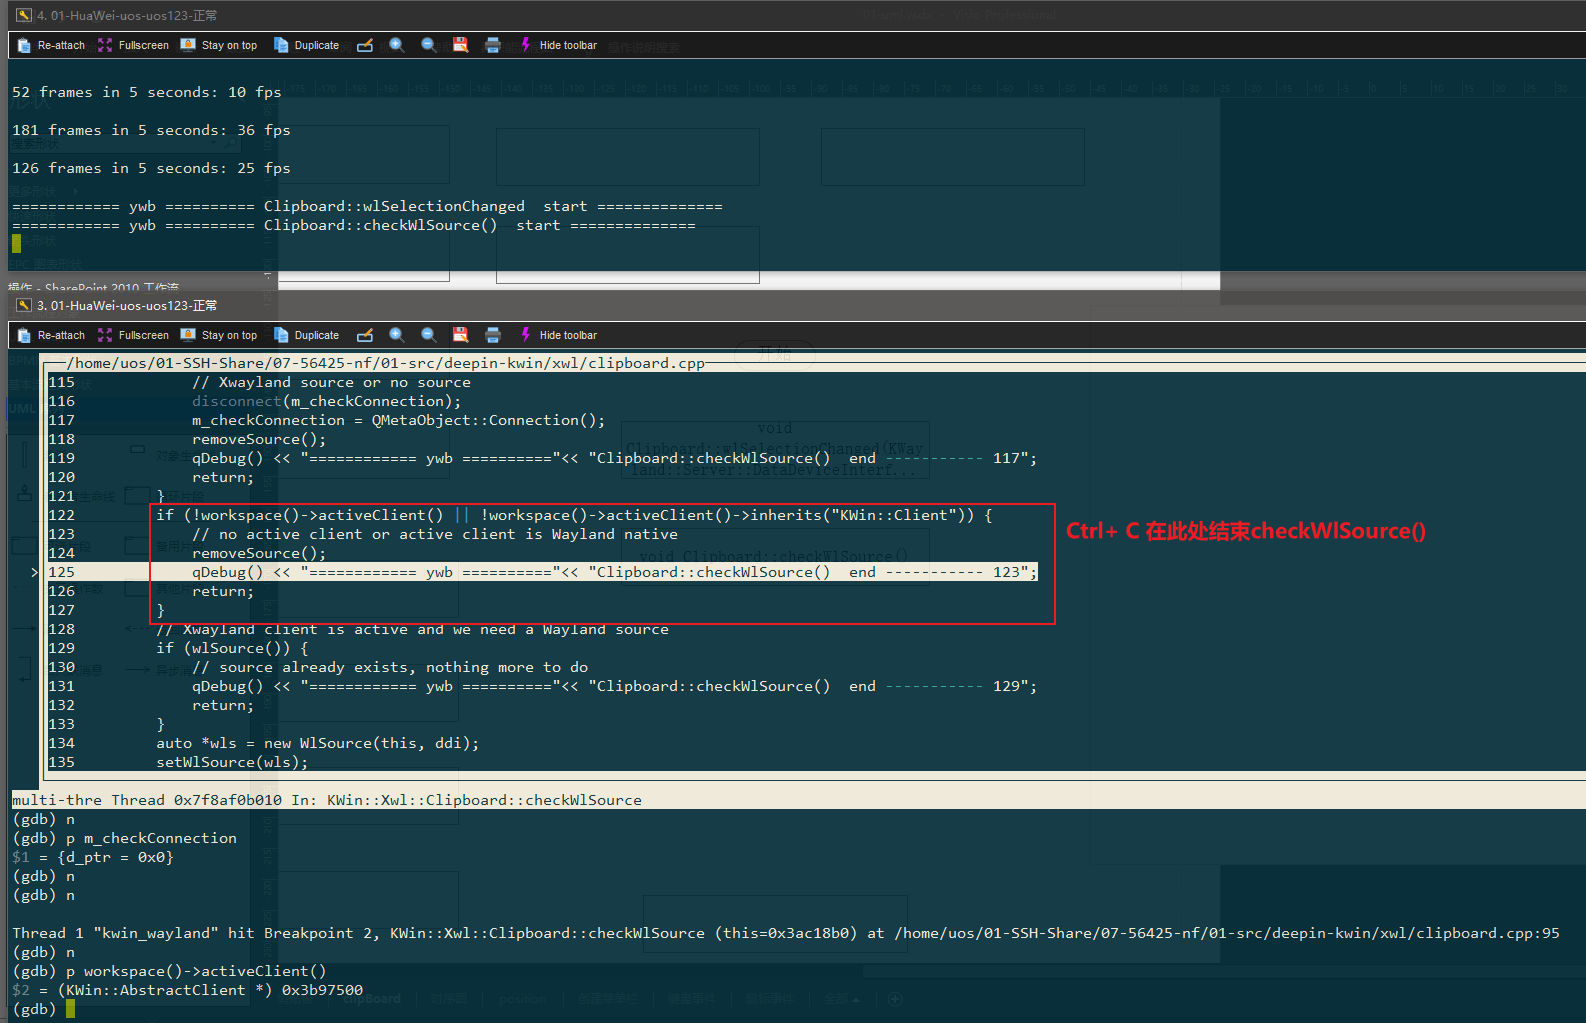 4. 01-HuaWei-uos-uos123-正常
Re-attach Fullscreen Stay on top Duplicate Hide toolbar
52 frames in 5 seconds: 10 fps
181 frames in 5 seconds: 36 fps
126 frames in 5 seconds: 25 fps
============ ywb ========== Clipboard::wlSelectionChanged  start ==============
============ ywb ========== Clipboard::checkWlSource()  start ==============
操作 - SharePoint 2010 工作流
3. 01-HuaWei-uos-uos123-正常
Re-attach Fullscreen Stay on top Duplicate Hide toolbar
/home/uos/01-SSH-Share/07-56425-nf/01-src/deepin-kwin/xwl/clipboard.cpp
115             // Xwayland source or no source
116             disconnect(m_checkConnection);
117             m_checkConnection = QMetaObject::Connection();
118             removeSource();
119             qDebug() << "============ ywb =========="<< "Clipboard::checkWlSource()  end ----------- 117";
120             return;
121         }
122         if (!workspace()->activeClient() || !workspace()->activeClient()->inherits("KWin::Client")) {
123             // no active client or active client is Wayland native
124             removeSource();
> 125             qDebug() << "============ ywb =========="<< "Clipboard::checkWlSource()  end ----------- 123";
126             return;
127         }
128         // Xwayland client is active and we need a Wayland source
129         if (wlSource()) {
130             // source already exists, nothing more to do
131             qDebug() << "============ ywb =========="<< "Clipboard::checkWlSource()  end ----------- 129";
132             return;
133         }
134         auto *wls = new WlSource(this, ddi);
135         setWlSource(wls);
Ctrl+ C 在此处结束checkWlSource()
multi-thre Thread 0x7f8af0b010 In: KWin::Xwl::Clipboard::checkWlSource
(gdb) n
(gdb) p m_checkConnection
$1 = {d_ptr = 0x0}
(gdb) n
(gdb) n
Thread 1 "kwin_wayland" hit Breakpoint 2, KWin::Xwl::Clipboard::checkWlSource (this=0x3ac18b0) at /home/uos/01-SSH-Share/07-56425-nf/01-src/deepin-kwin/xwl/clipboard.cpp:95
(gdb) n
(gdb) p workspace()->activeClient()
$2 = (KWin::AbstractClient *) 0x3b97500
(gdb)